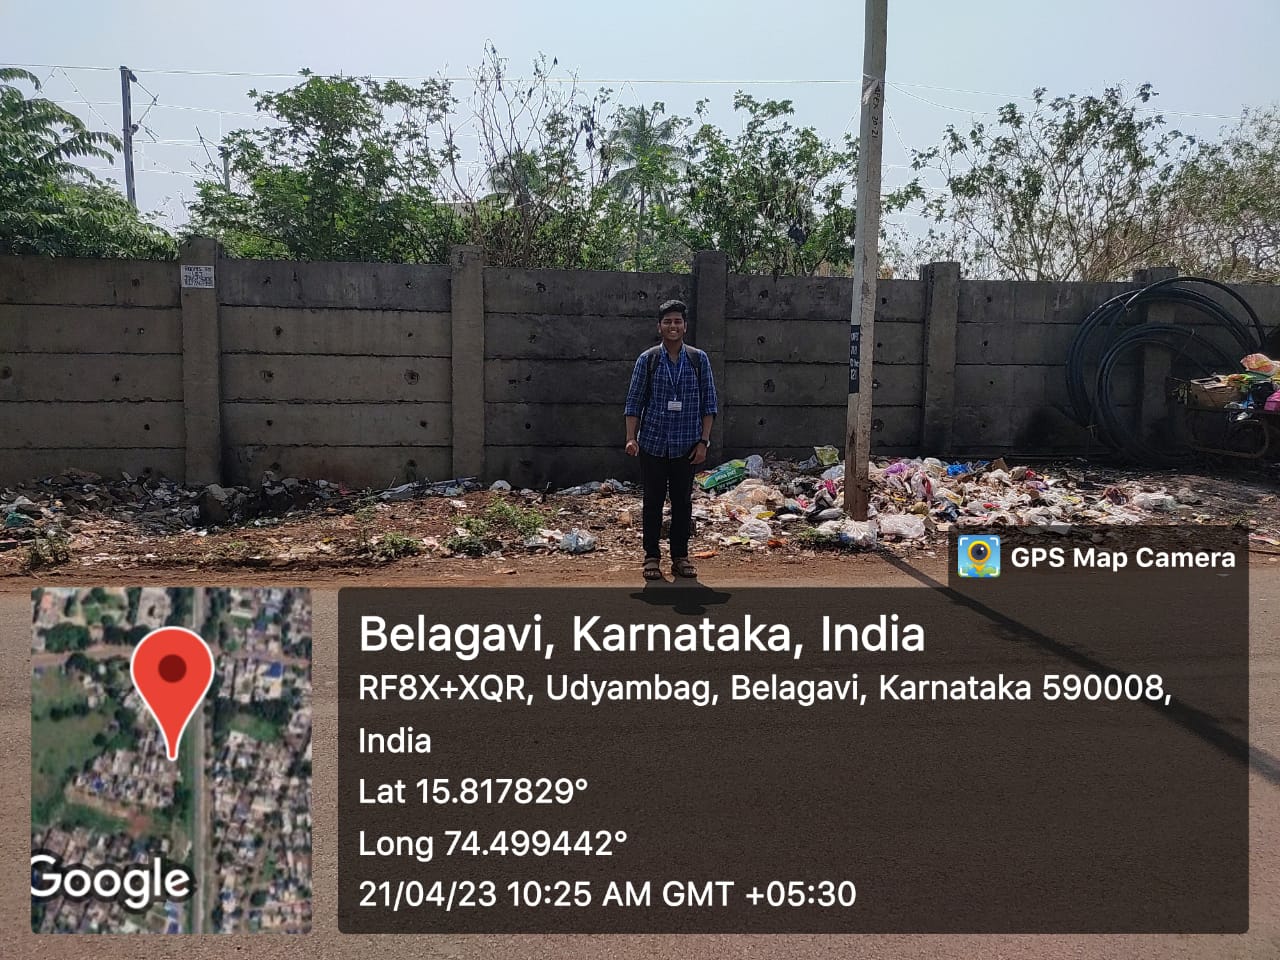 GPS Map Camera
Belagavi, Karnataka, India
RF8X+XQR, Udyambag, Belagavi, Karnataka 590008,
India
Lat 15.817829°
Long 74.499442°
21/04/23 10:25 AM GMT +05:30
Google